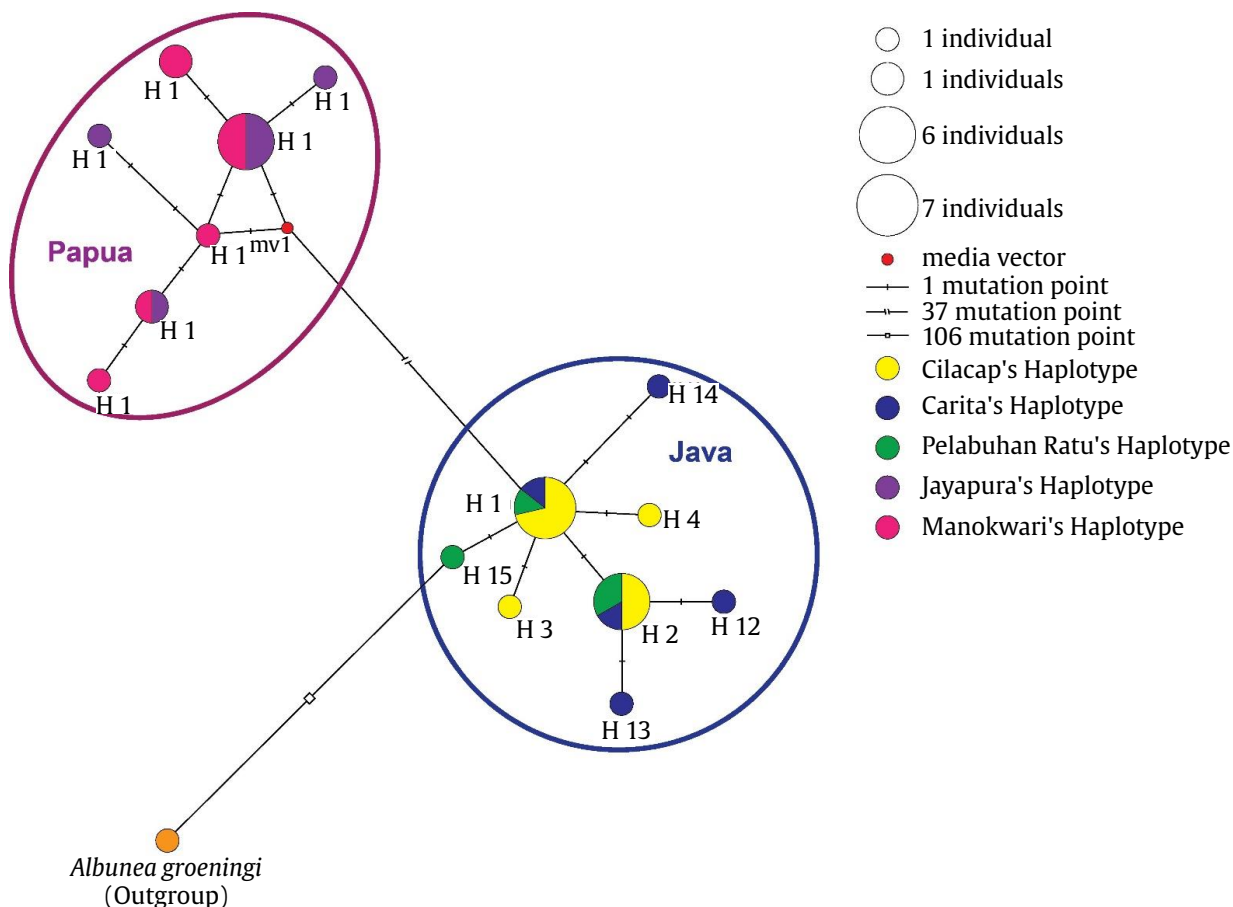 H 1
H 1
H 1
H 1
H 1
mv1
Papua
H 1
H 1
Java
H 14
H 1
H 4
H 15
H 3
H 2
H 12
H 13
Albunea groeningi
(Outgroup)
1 individual
1 individuals
6 individuals
7 individuals
media vector
1 mutation point
37 mutation point
106 mutation point
Cilacap's Haplotype
Carita's Haplotype
Pelabuhan Ratu's Haplotype
Jayapura's Haplotype
Manokwari's Haplotype